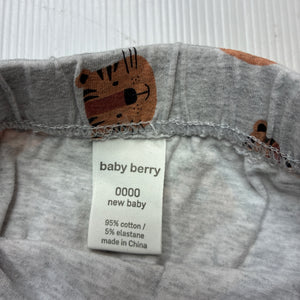 baby berry
0000
new baby
95% cotton /
5% elastane
made in China